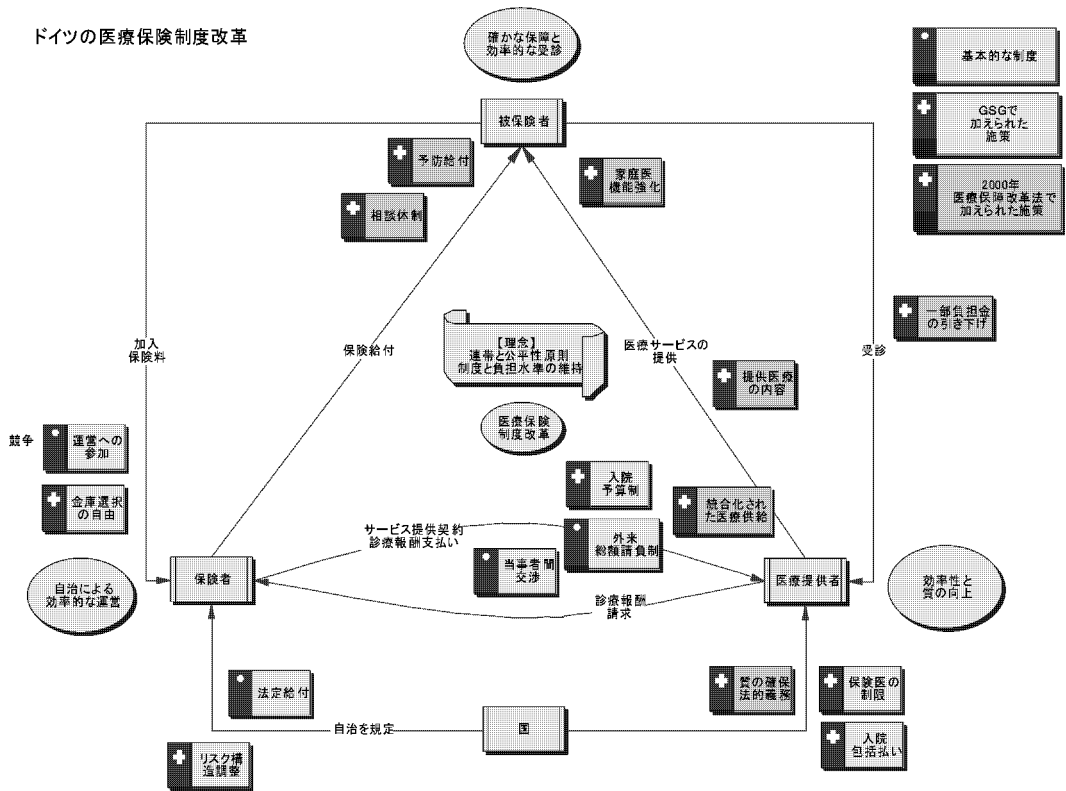 ドイツの医療保険制度改革
確かな保障と
効率的な受診
基本的な制度
GSGで
加えられた
施策
2000年
医療保障改革法で
加えられた施策
被保険者
予防給付
家庭医
機能強化
相談体制
一部負担金
の引き下げ
加入
保険料
保険給付
【理念】
連帯と公平性原則
制度と負担水準の維持
医療サービスの
提供
受診
提供医療
の内容
医療保険
制度改革
競争
運営への
参加
金庫選択
の自由
入院
予算制
統合化され
た医療供給
サービス提供契約
診療報酬支払い
外来
総額請負制
当事者間
交渉
自治による
効率的な運営
保険者
医療提供者
効率性と
質の向上
診療報酬
請求
法定給付
質の確保
法的義務
保険医の
制限
自治を規定
国
入院
包括払い
リスク構
造調整